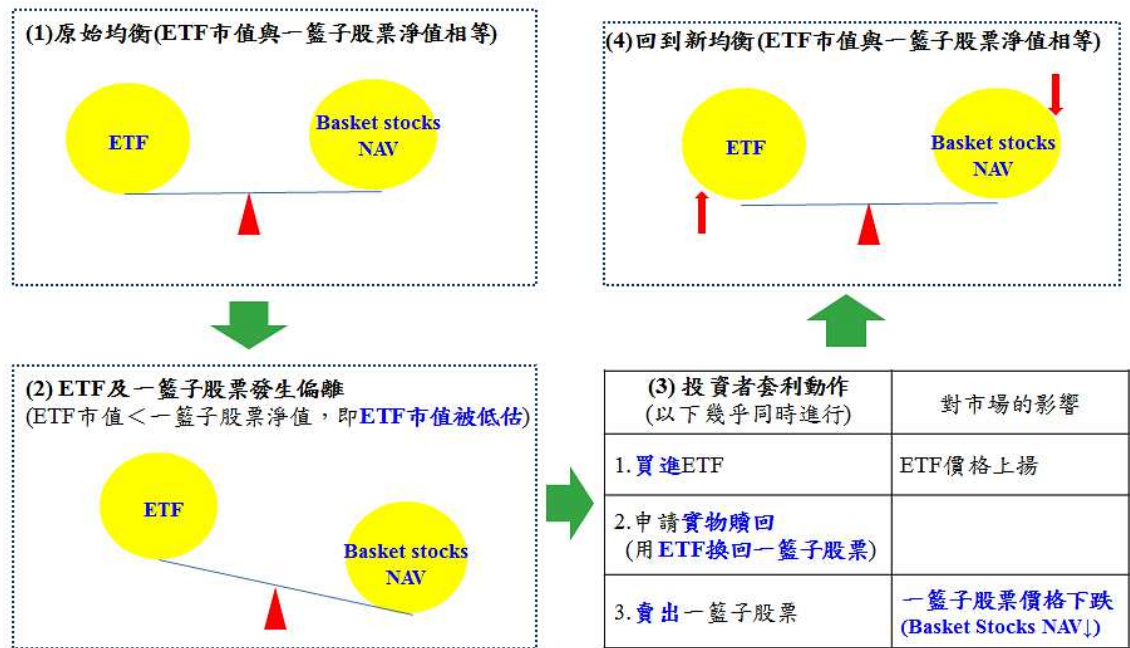 (1)原始均衡(ETF市值與一籃子股票淨值相等)
ETF
Basket stocks
NAV
(2) ETF及一籃子股票發生偏離
(ETF市值＜一籃子股票淨值，即ETF市值被低估)
ETF
Basket stocks
NAV
(3) 投資者套利動作
(以下幾乎同時進行)
對市場的影響
1.買進ETF
ETF價格上揚
2.申請實物贖回
(用ETF換回一籃子股票)
3.賣出一籃子股票
一籃子股票價格下跌
(Basket Stocks NAV↓)
(4)回到新均衡(ETF市值與一籃子股票淨值相等)
ETF
Basket stocks
NAV